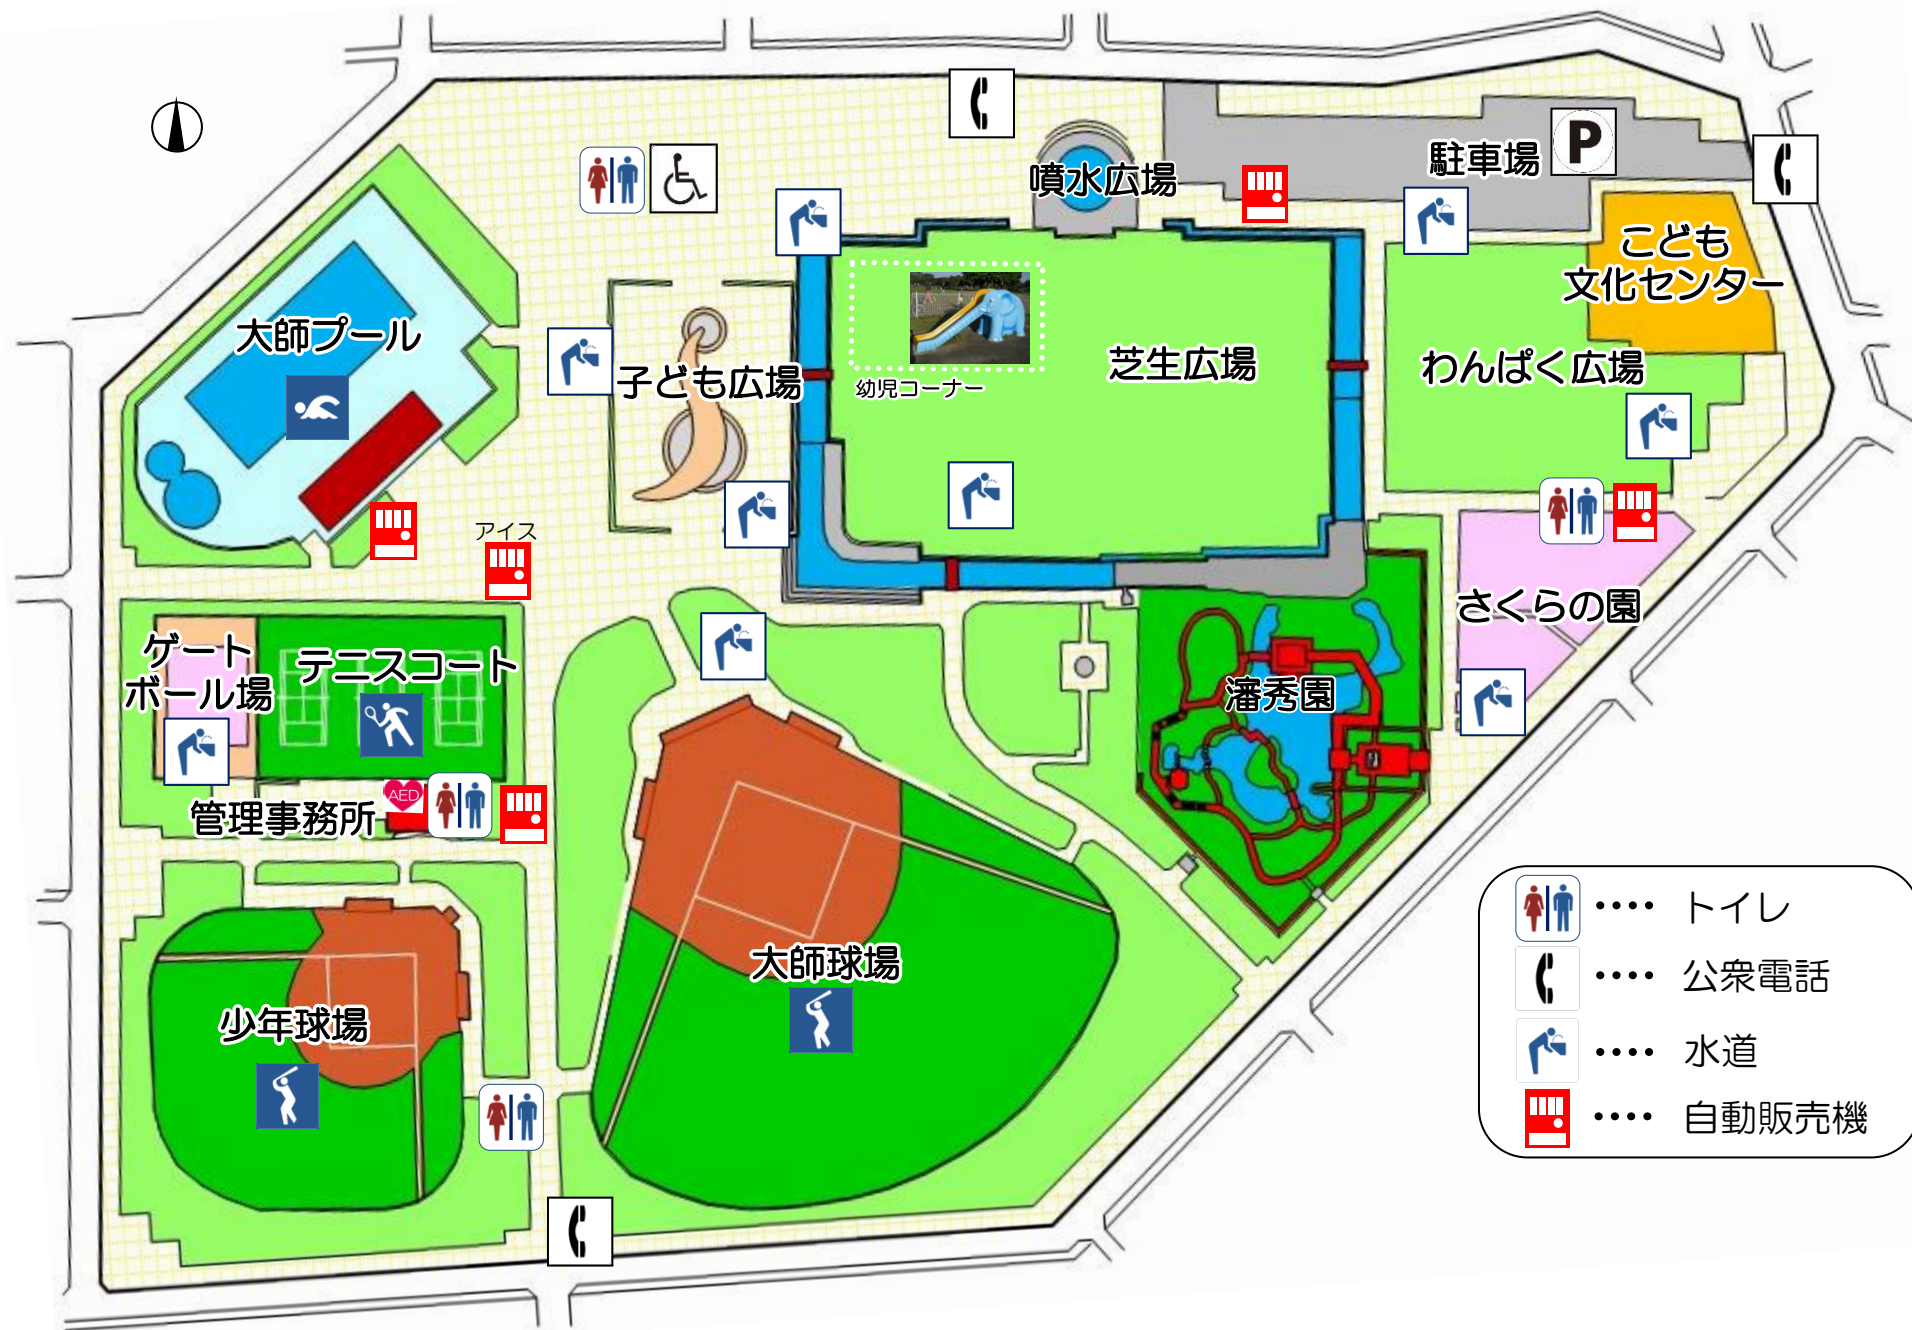 噴水広場
駐車場
P
こども
文化センター
大師プール
子ども広場
幼児コーナー
芝生広場
わんぱく広場
アイス
さくらの園
ゲート
ボール場
テニスコート
瀋秀園
管理事務所
AED
大師球場
少年球場
トイレ
公衆電話
水道
自動販売機